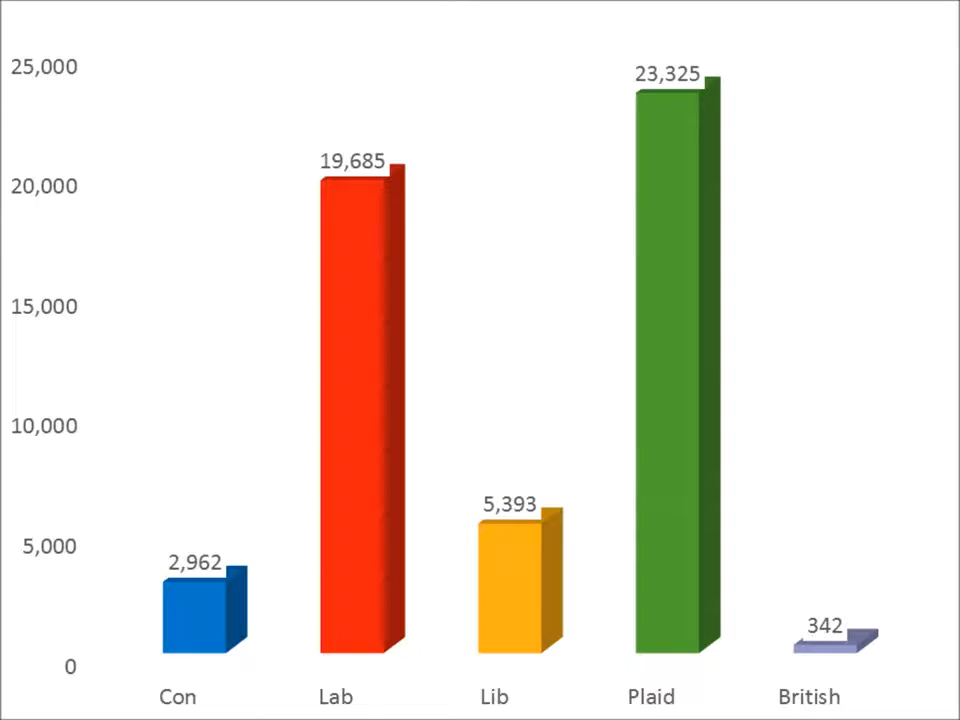 25,000
20,000
15,000
10,000
5,000
0
2,962
19,685
5,393
23,325
342
Con
Lab
Lib
Plaid
British